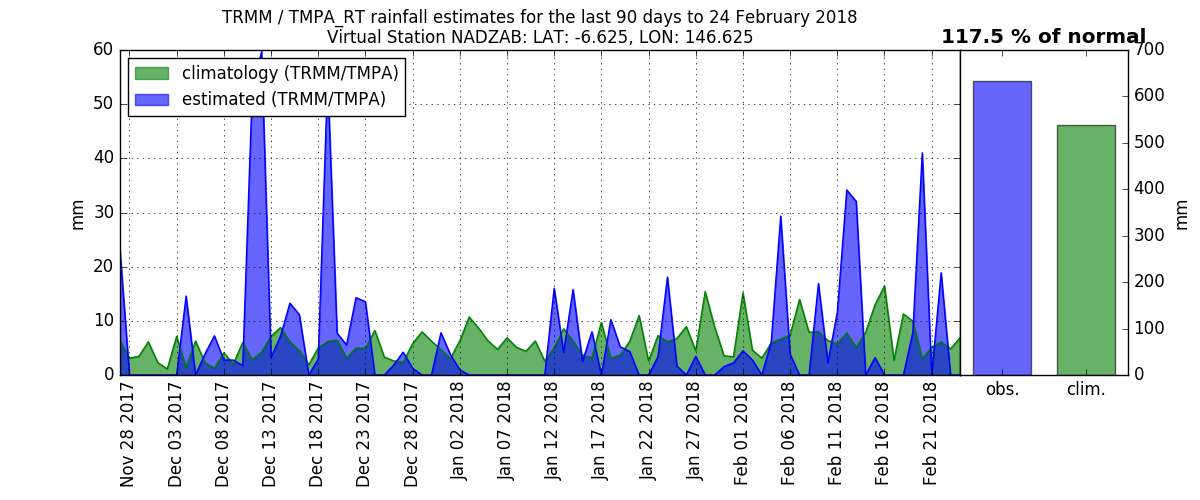 TRMM / TMPA_RT rainfall estimates for the last 90 days to 24 February 2018
Virtual Station NADZAB: LAT: -6.625, LON: 146.625
117.5 % of normal
climatology (TRMM/TMPA)
estimated (TRMM/TMPA)
60
50
40
30
20
10
0
mm
700
600
500
400
300
200
100
0
mm
Nov 28 2017
Dec 03 2017
Dec 08 2017
Dec 13 2017
Dec 18 2017
Dec 23 2017
Dec 28 2017
Jan 02 2018
Jan 07 2018
Jan 12 2018
Jan 17 2018
Jan 22 2018
Jan 27 2018
Feb 01 2018
Feb 06 2018
Feb 11 2018
Feb 16 2018
Feb 21 2018
obs.
clim.